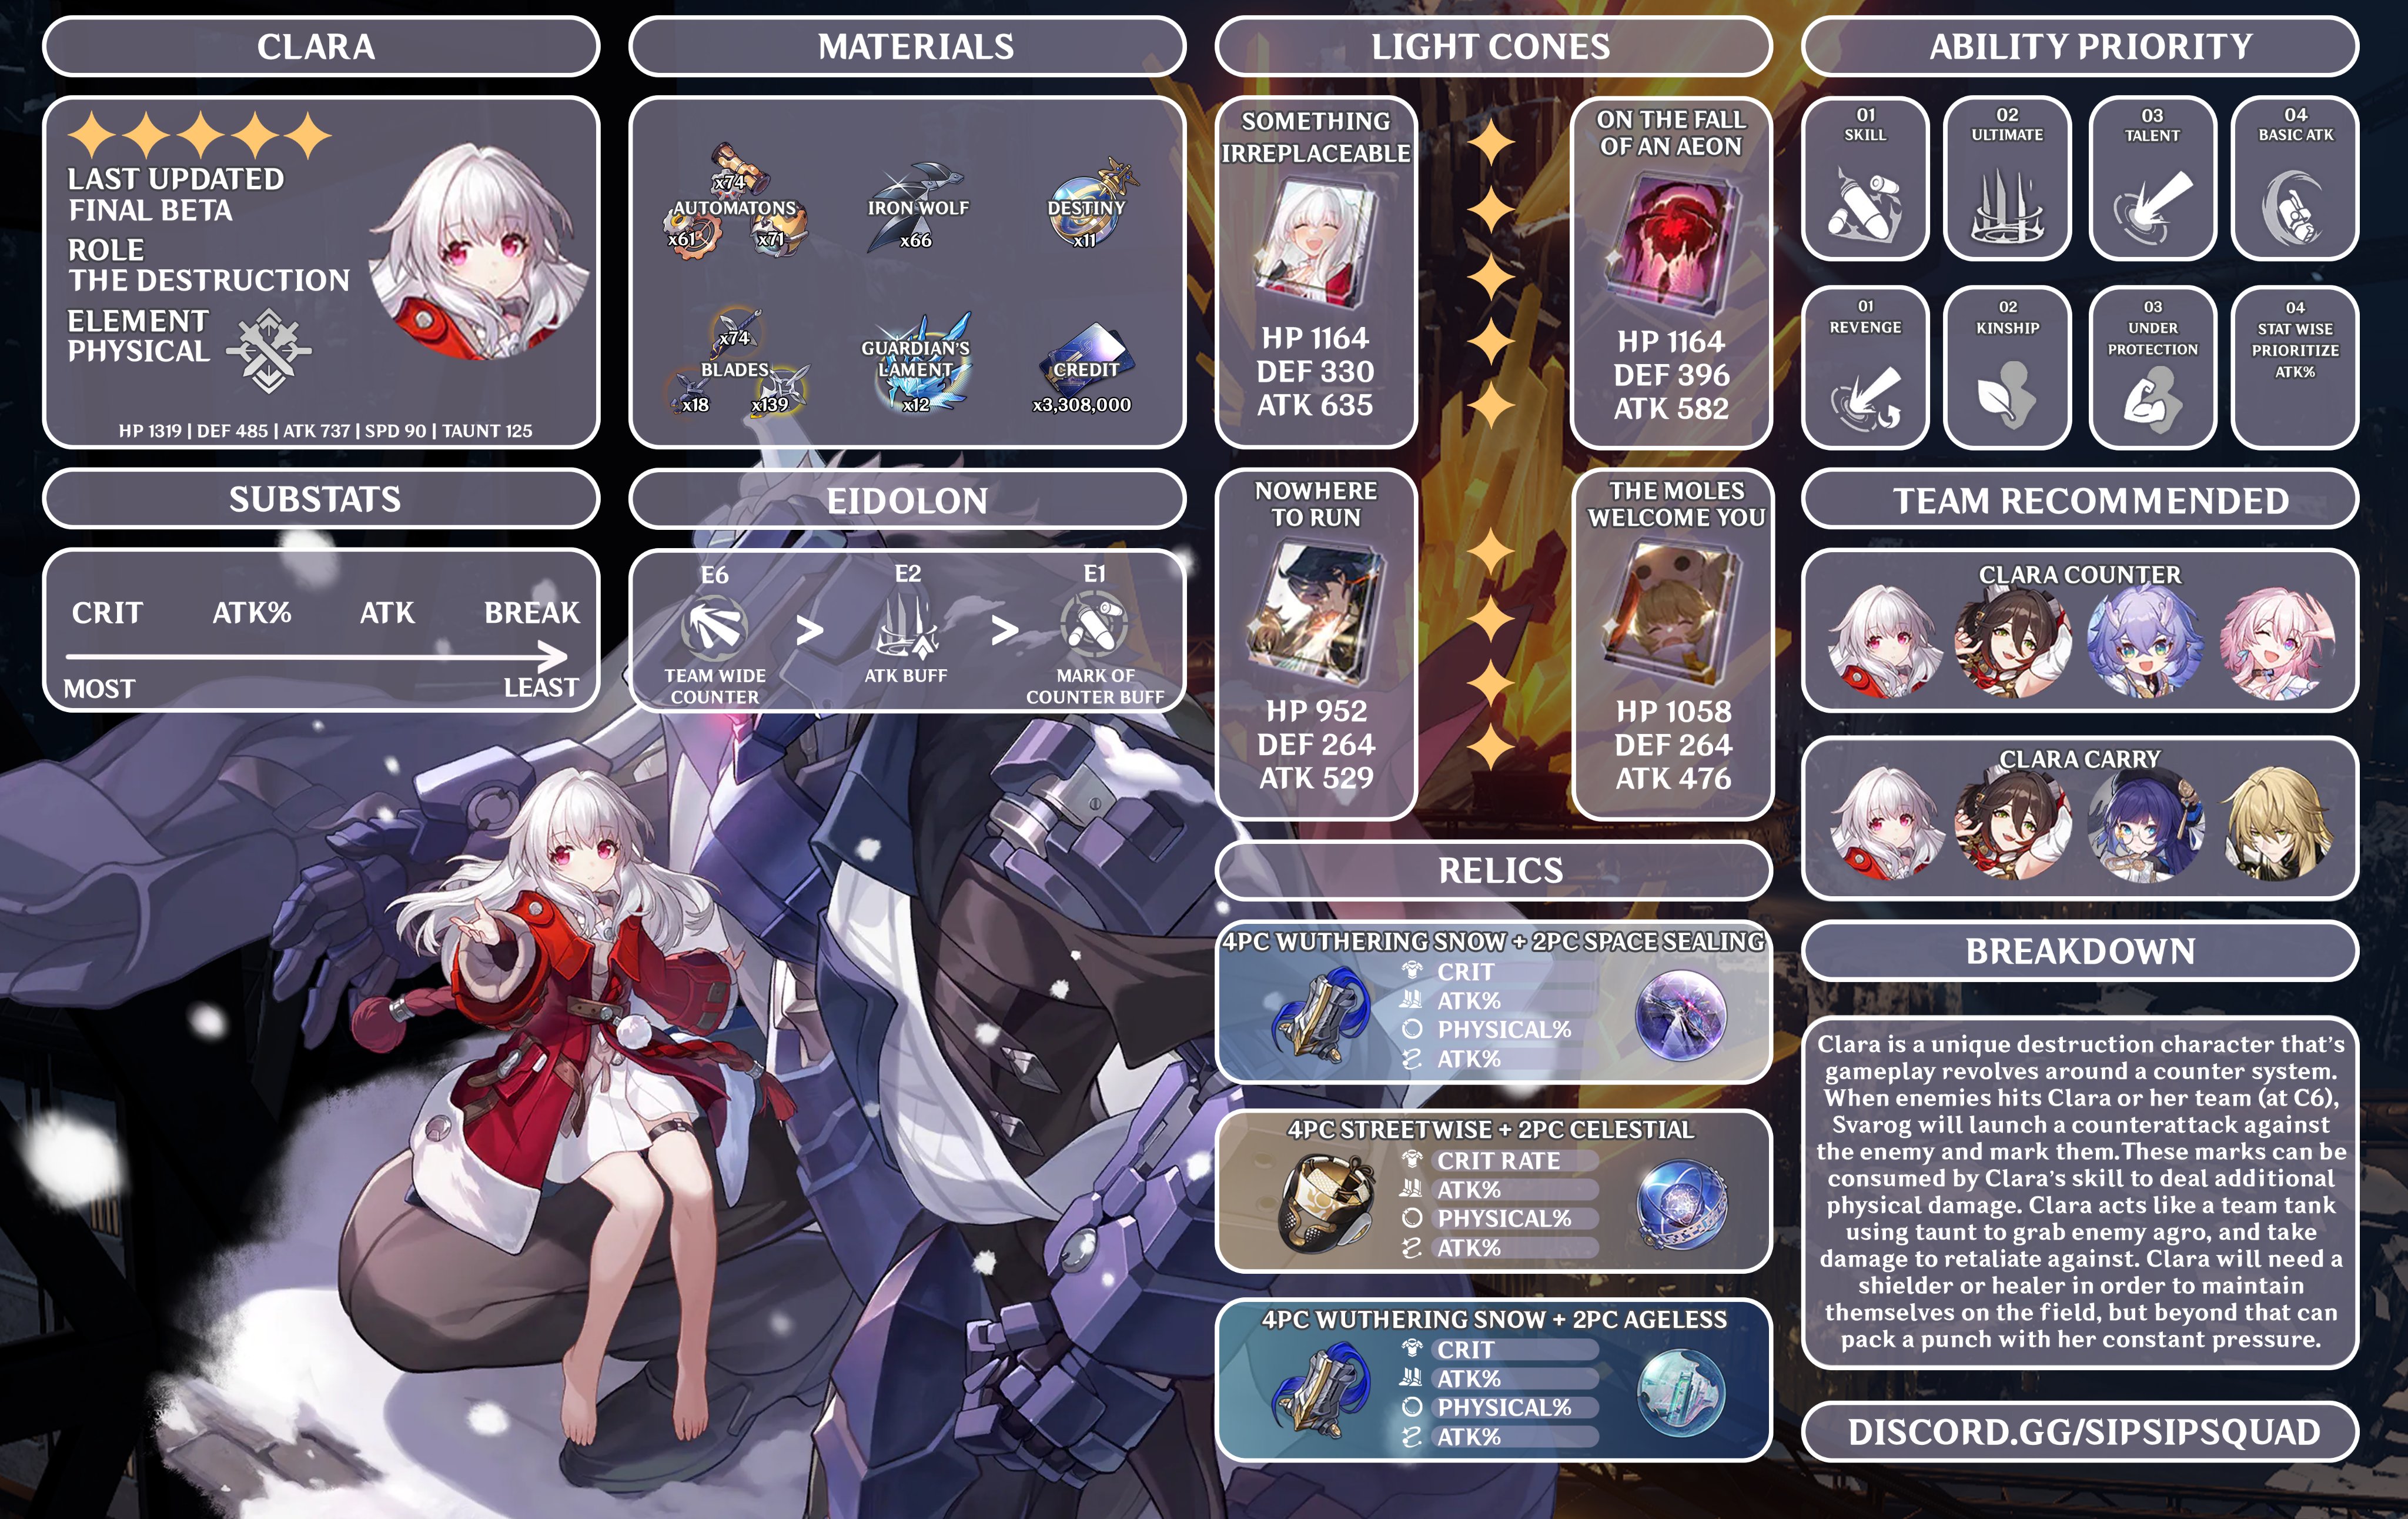 CLARA
LAST UPDATED
FINAL BETA
ROLE
THE DESTRUCTION
ELEMENT
PHYSICAL
HP 1319 | DEF 485 | ATK 737 | SPD 90 | TAUNT 125
SUBSTATS
CRIT ATK% ATK BREAK
MOST LEAST
MATERIALS
x74
AUTOMATONS
x61 x71
IRON WOLF
x66
DESTINY
x11
x74
BLADES
x18 x139
GUARDIAN'S
LAMENT
x12
CREDIT
x3,308,000
EIDOLON
E6
TEAM WIDE
COUNTER
>
E2
ATK BUFF
>
E1
MARK OF
COUNTER BUFF
LIGHT CONES
SOMETHING
IRREPLACEABLE
HP 1164
DEF 330
ATK 635
ON THE FALL
OF AN AEON
HP 1164
DEF 396
ATK 582
NOWHERE
TO RUN
HP 952
DEF 264
ATK 529
THE MOLES
WELCOME YOU
HP 1058
DEF 264
ATK 476
RELICS
4PC WUTHERING SNOW + 2PC SPACE SEALING
CRIT
ATK%
PHYSICAL%
ATK%
4PC STREETWISE + 2PC CELESTIAL
CRIT RATE
ATK%
PHYSICAL%
ATK%
4PC WUTHERING SNOW + 2PC AGELESS
CRIT
ATK%
PHYSICAL%
ATK%
ABILITY PRIORITY
01
SKILL
02
ULTIMATE
03
TALENT
04
BASIC ATK
01
REVENGE
02
KINSHIP
03
UNDER
PROTECTION
04
STAT WISE
PRIORITIZE
ATK%
TEAM RECOMMENDED
CLARA COUNTER
CLARA CARRY
BREAKDOWN
Clara is a unique destruction character that's
gameplay revolves around a counter system.
When enemies hits Clara or her team (at C6),
Svarog will launch a counterattack against
the enemy and mark them.These marks can be
consumed by Clara's skill to deal additional
physical damage. Clara acts like a team tank
using taunt to grab enemy agro, and take
damage to retaliate against. Clara will need a
shielder or healer in order to maintain
themselves on the field, but beyond that can
pack a punch with her constant pressure.
DISCORD.GG/SIPSIPSQUAD